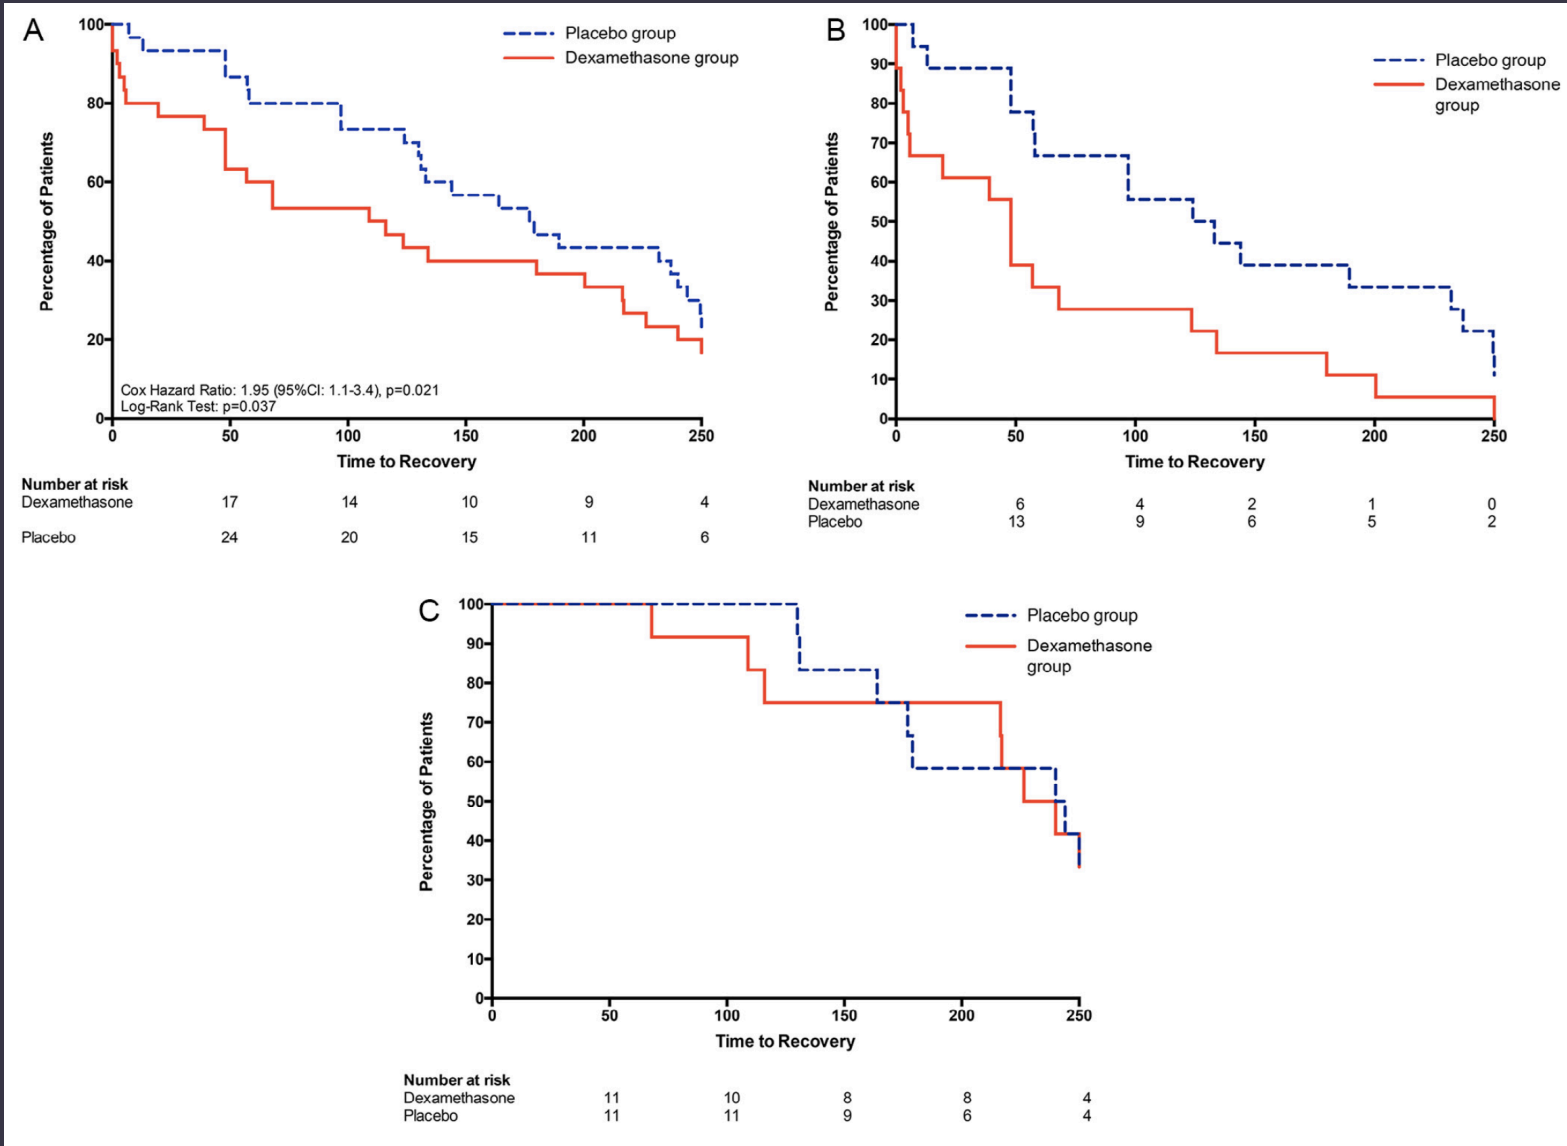 A
Placebo group
Dexamethasone group
100
80
60
40
20
0
Percentage of Patients
Cox Hazard Ratio: 1.95 (95%CI: 1.1-3.4), p=0.021
Log-Rank Test: p=0.037
0 50 100 150 200 250
Time to Recovery
Number at risk
Dexamethasone 17 14 10 9 4
Placebo 24 20 15 11 6
B
Placebo group
Dexamethasone
group
100
90
80
70
60
50
40
30
20
10
0
Percentage of Patients
0 50 100 150 200 250
Time to Recovery
Number at risk
Dexamethasone 6 4 2 1 0
Placebo 13 9 6 5 2
C
Placebo group
Dexamethasone
group
100
90
80
70
60
50
40
30
20
10
0
Percentage of Patients
0 50 100 150 200 250
Time to Recovery
Number at risk
Dexamethasone 11 10 8 8 4
Placebo 11 11 9 6 4